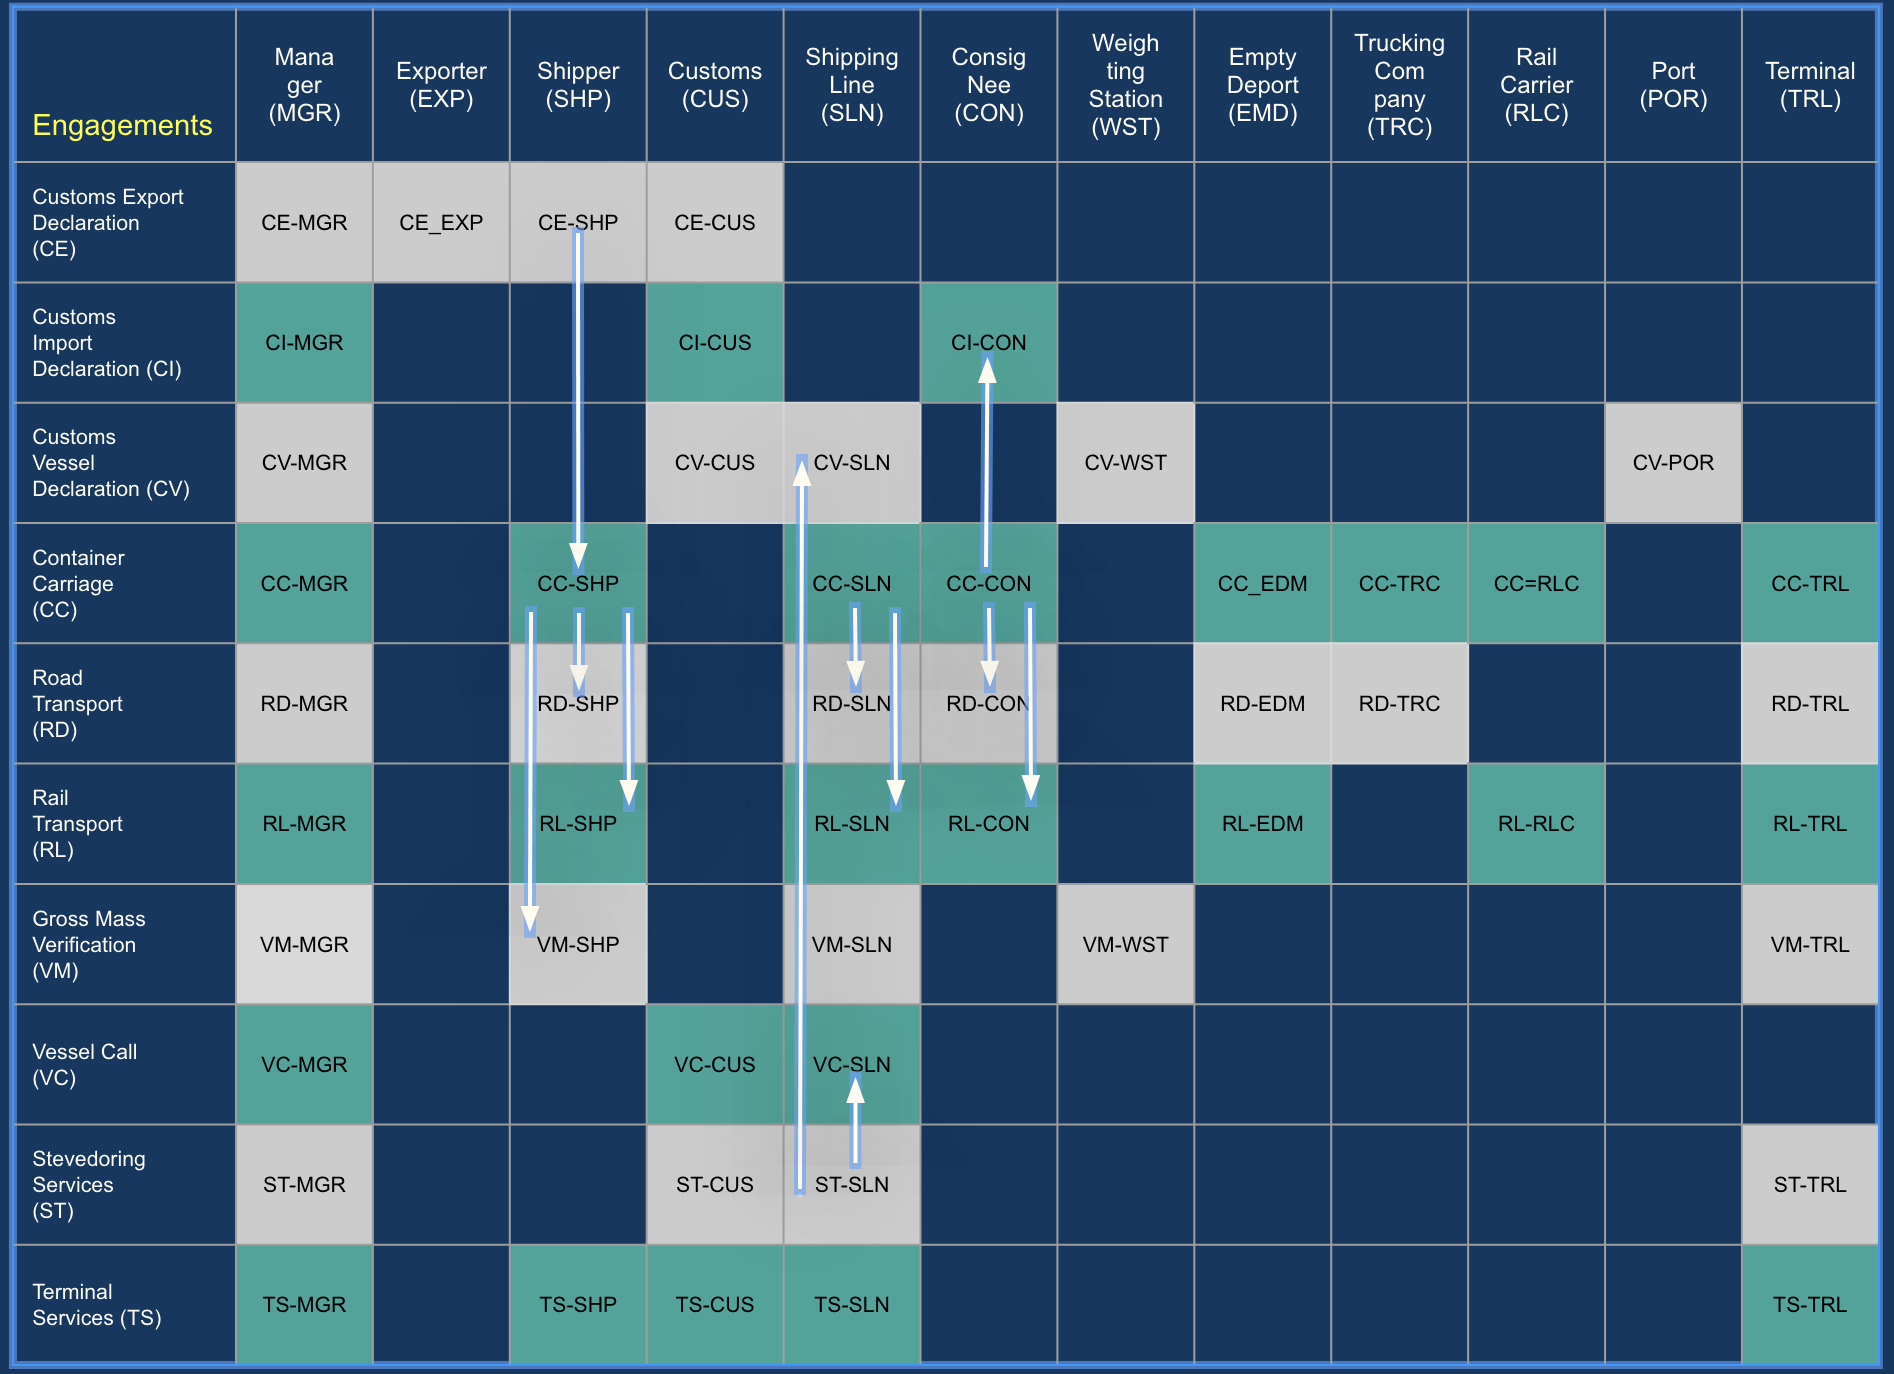 Engagements
Mana
ger
(MGR)
Exporter
(EXP)
Shipper
(SHP)
Customs
(CUS)
Shipping
Line
(SLN)
Consig
Nee
(CON)
Weigh
ting
Station
(WST)
Empty
Deport
(EMD)
Trucking
Com
pany
(TRC)
Rail
Carrier
(RLC)
Port
(POR)
Terminal
(TRL)
Customs Export
Declaration
(CE)
CE-MGR
CE_EXP
CE-SHP
CE-CUS
Customs
Import
Declaration (CI)
CI-MGR
CI-CUS
CI-CON
Customs
Vessel
Declaration (CV)
CV-MGR
CV-CUS
CV-SLN
CV-WST
CV-POR
Container
Carriage
(CC)
CC-MGR
CC-SHP
CC-SLN
CC-CON
CC_EDM
CC-TRC
CC=RLC
CC-TRL
Road
Transport
(RD)
RD-MGR
RD-SHP
RD-SLN
RD-CON
RD-EDM
RD-TRC
RD-TRL
Rail
Transport
(RL)
RL-MGR
RL-SHP
RL-SLN
RL-CON
RL-EDM
RL-RLC
RL-TRL
Gross Mass
Verification
(VM)
VM-MGR
VM-SHP
VM-SLN
VM-WST
VM-TRL
Vessel Call
(VC)
VC-MGR
VC-CUS
VC-SLN
Stevedoring
Services
(ST)
ST-MGR
ST-CUS
ST-SLN
ST-TRL
Terminal
Services (TS)
TS-MGR
TS-SHP
TS-CUS
TS-SLN
TS-TRL